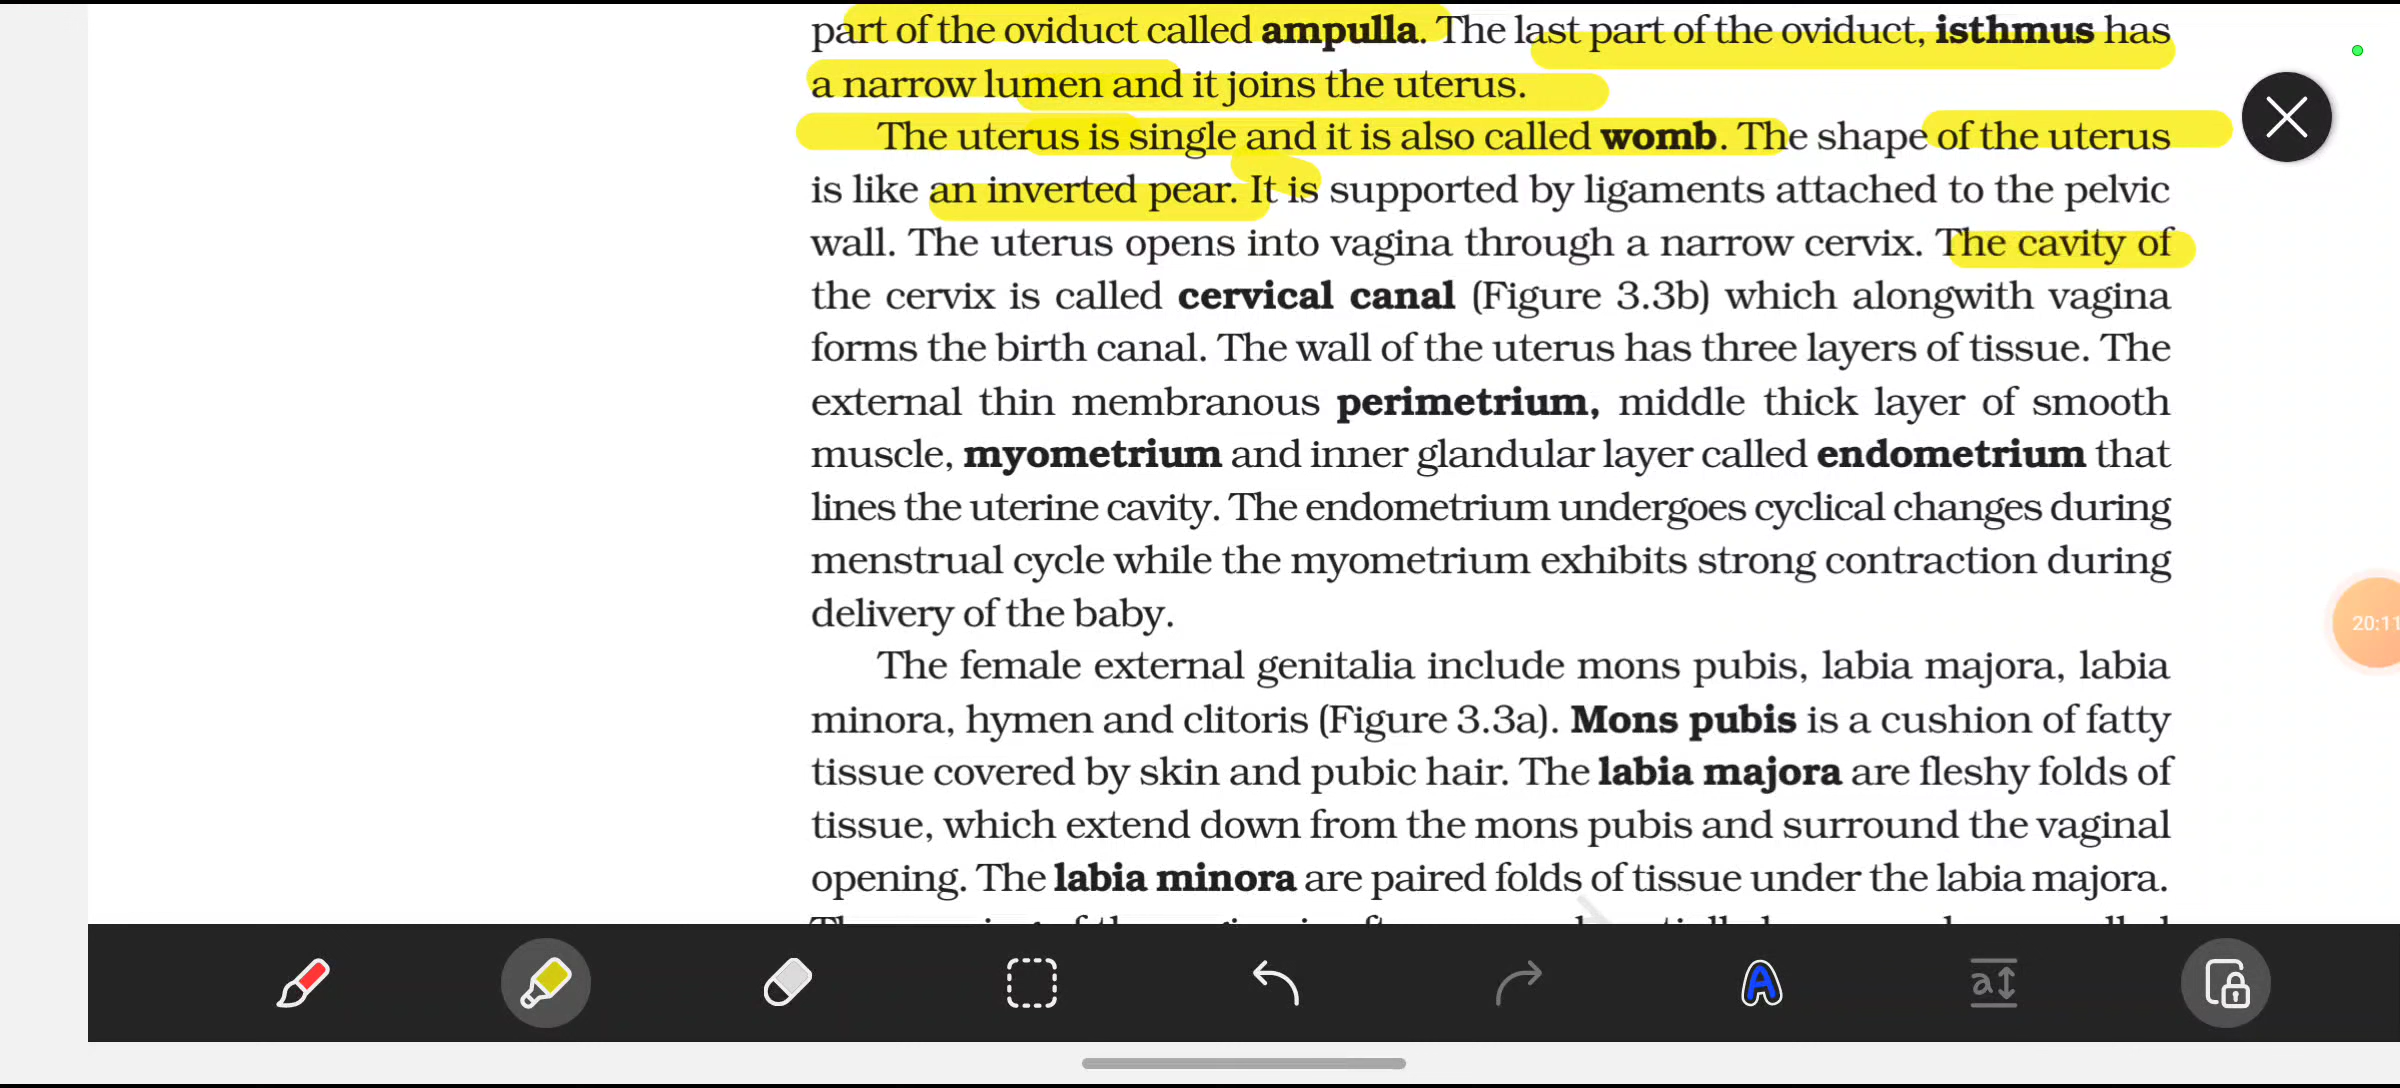 part of the oviduct called ampulla. The last part of the oviduct, isthmus has
a narrow lumen and it joins the uterus.
The uterus is single and it is also called womb. The shape of the uterus
is like an inverted pear. It is supported by ligaments attached to the pelvic
wall. The uterus opens into vagina through a narrow cervix. The cavity of
the cervix is called cervical canal (Figure 3.3b) which alongwith vagina
forms the birth canal. The wall of the uterus has three layers of tissue. The
external thin membranous perimetrium, middle thick layer of smooth
muscle, myometrium and inner glandular layer called endometrium that
lines the uterine cavity. The endometrium undergoes cyclical changes during
menstrual cycle while the myometrium exhibits strong contraction during
delivery of the baby.
20:11
The female external genitalia include mons pubis, labia majora, labia
minora, hymen and clitoris (Figure 3.3a). Mons pubis is a cushion of fatty
tissue covered by skin and pubic hair. The labia majora are fleshy folds of
tissue, which extend down from the mons pubis and surround the vaginal
opening. The labia minora are paired folds of tissue under the labia majora.
A
a